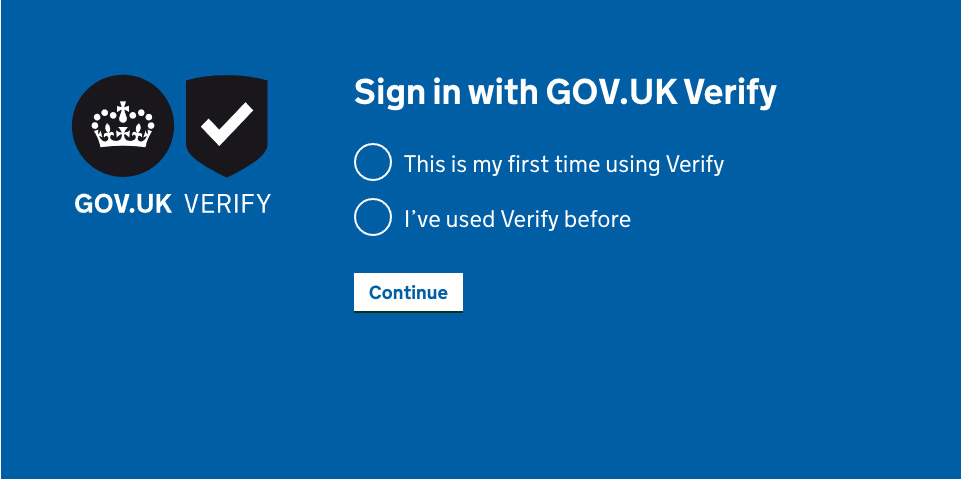 Sign in with GOV.UK Verify
This is my first time using Verify
GOV.UK VERIFY
I've used Verify before
Continue